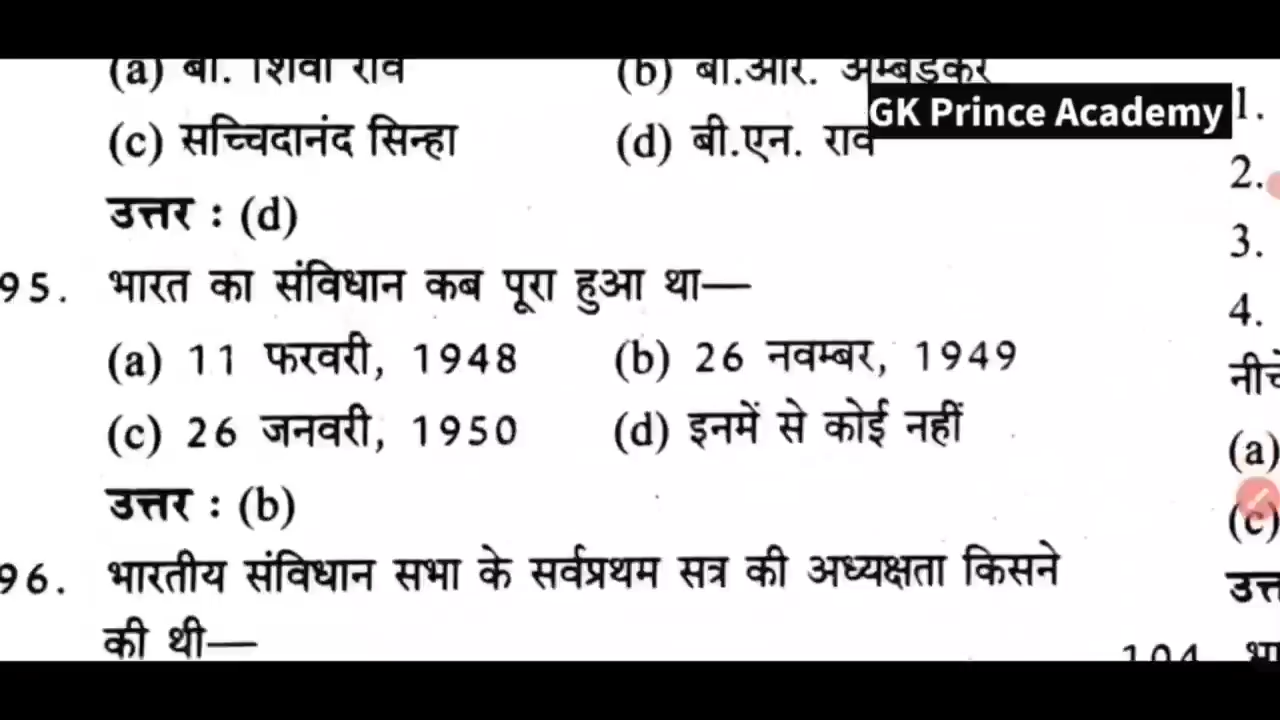 (a) बी. शिवा राव (b) बी.आर. अम्बेडकर
GK Prince Academy
(c) सच्चिदानंद सिन्हा (d) बी.एन. राव
उत्तर : (d)
95. भारत का संविधान कब पूरा हुआ था—
(a) 11 फरवरी, 1948 (b) 26 नवम्बर, 1949
(c) 26 जनवरी, 1950 (d) इनमें से कोई नहीं
उत्तर : (b)
96. भारतीय संविधान सभा के सर्वप्रथम सत्र की अध्यक्षता किसने
की थी—
1.
2.
3.
4.
(a)
(c)
104.